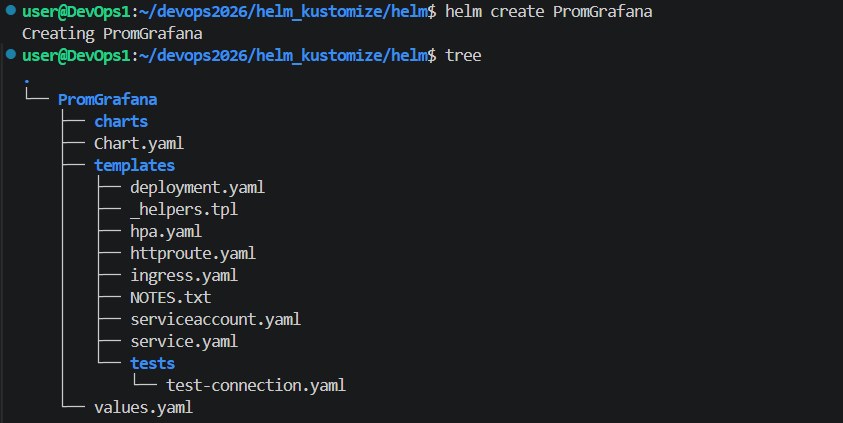 user@DevOps1:~/devops2026/helm_kustomize/helm$ helm create PromGrafana
Creating PromGrafana
user@DevOps1:~/devops2026/helm_kustomize/helm$ tree
.
└── PromGrafana
    ├── charts
    ├── Chart.yaml
    ├── templates
    │   ├── deployment.yaml
    │   ├── _helpers.tpl
    │   ├── hpa.yaml
    │   ├── httproute.yaml
    │   ├── ingress.yaml
    │   ├── NOTES.txt
    │   ├── serviceaccount.yaml
    │   ├── service.yaml
    │   └── tests
    │       └── test-connection.yaml
    └── values.yaml